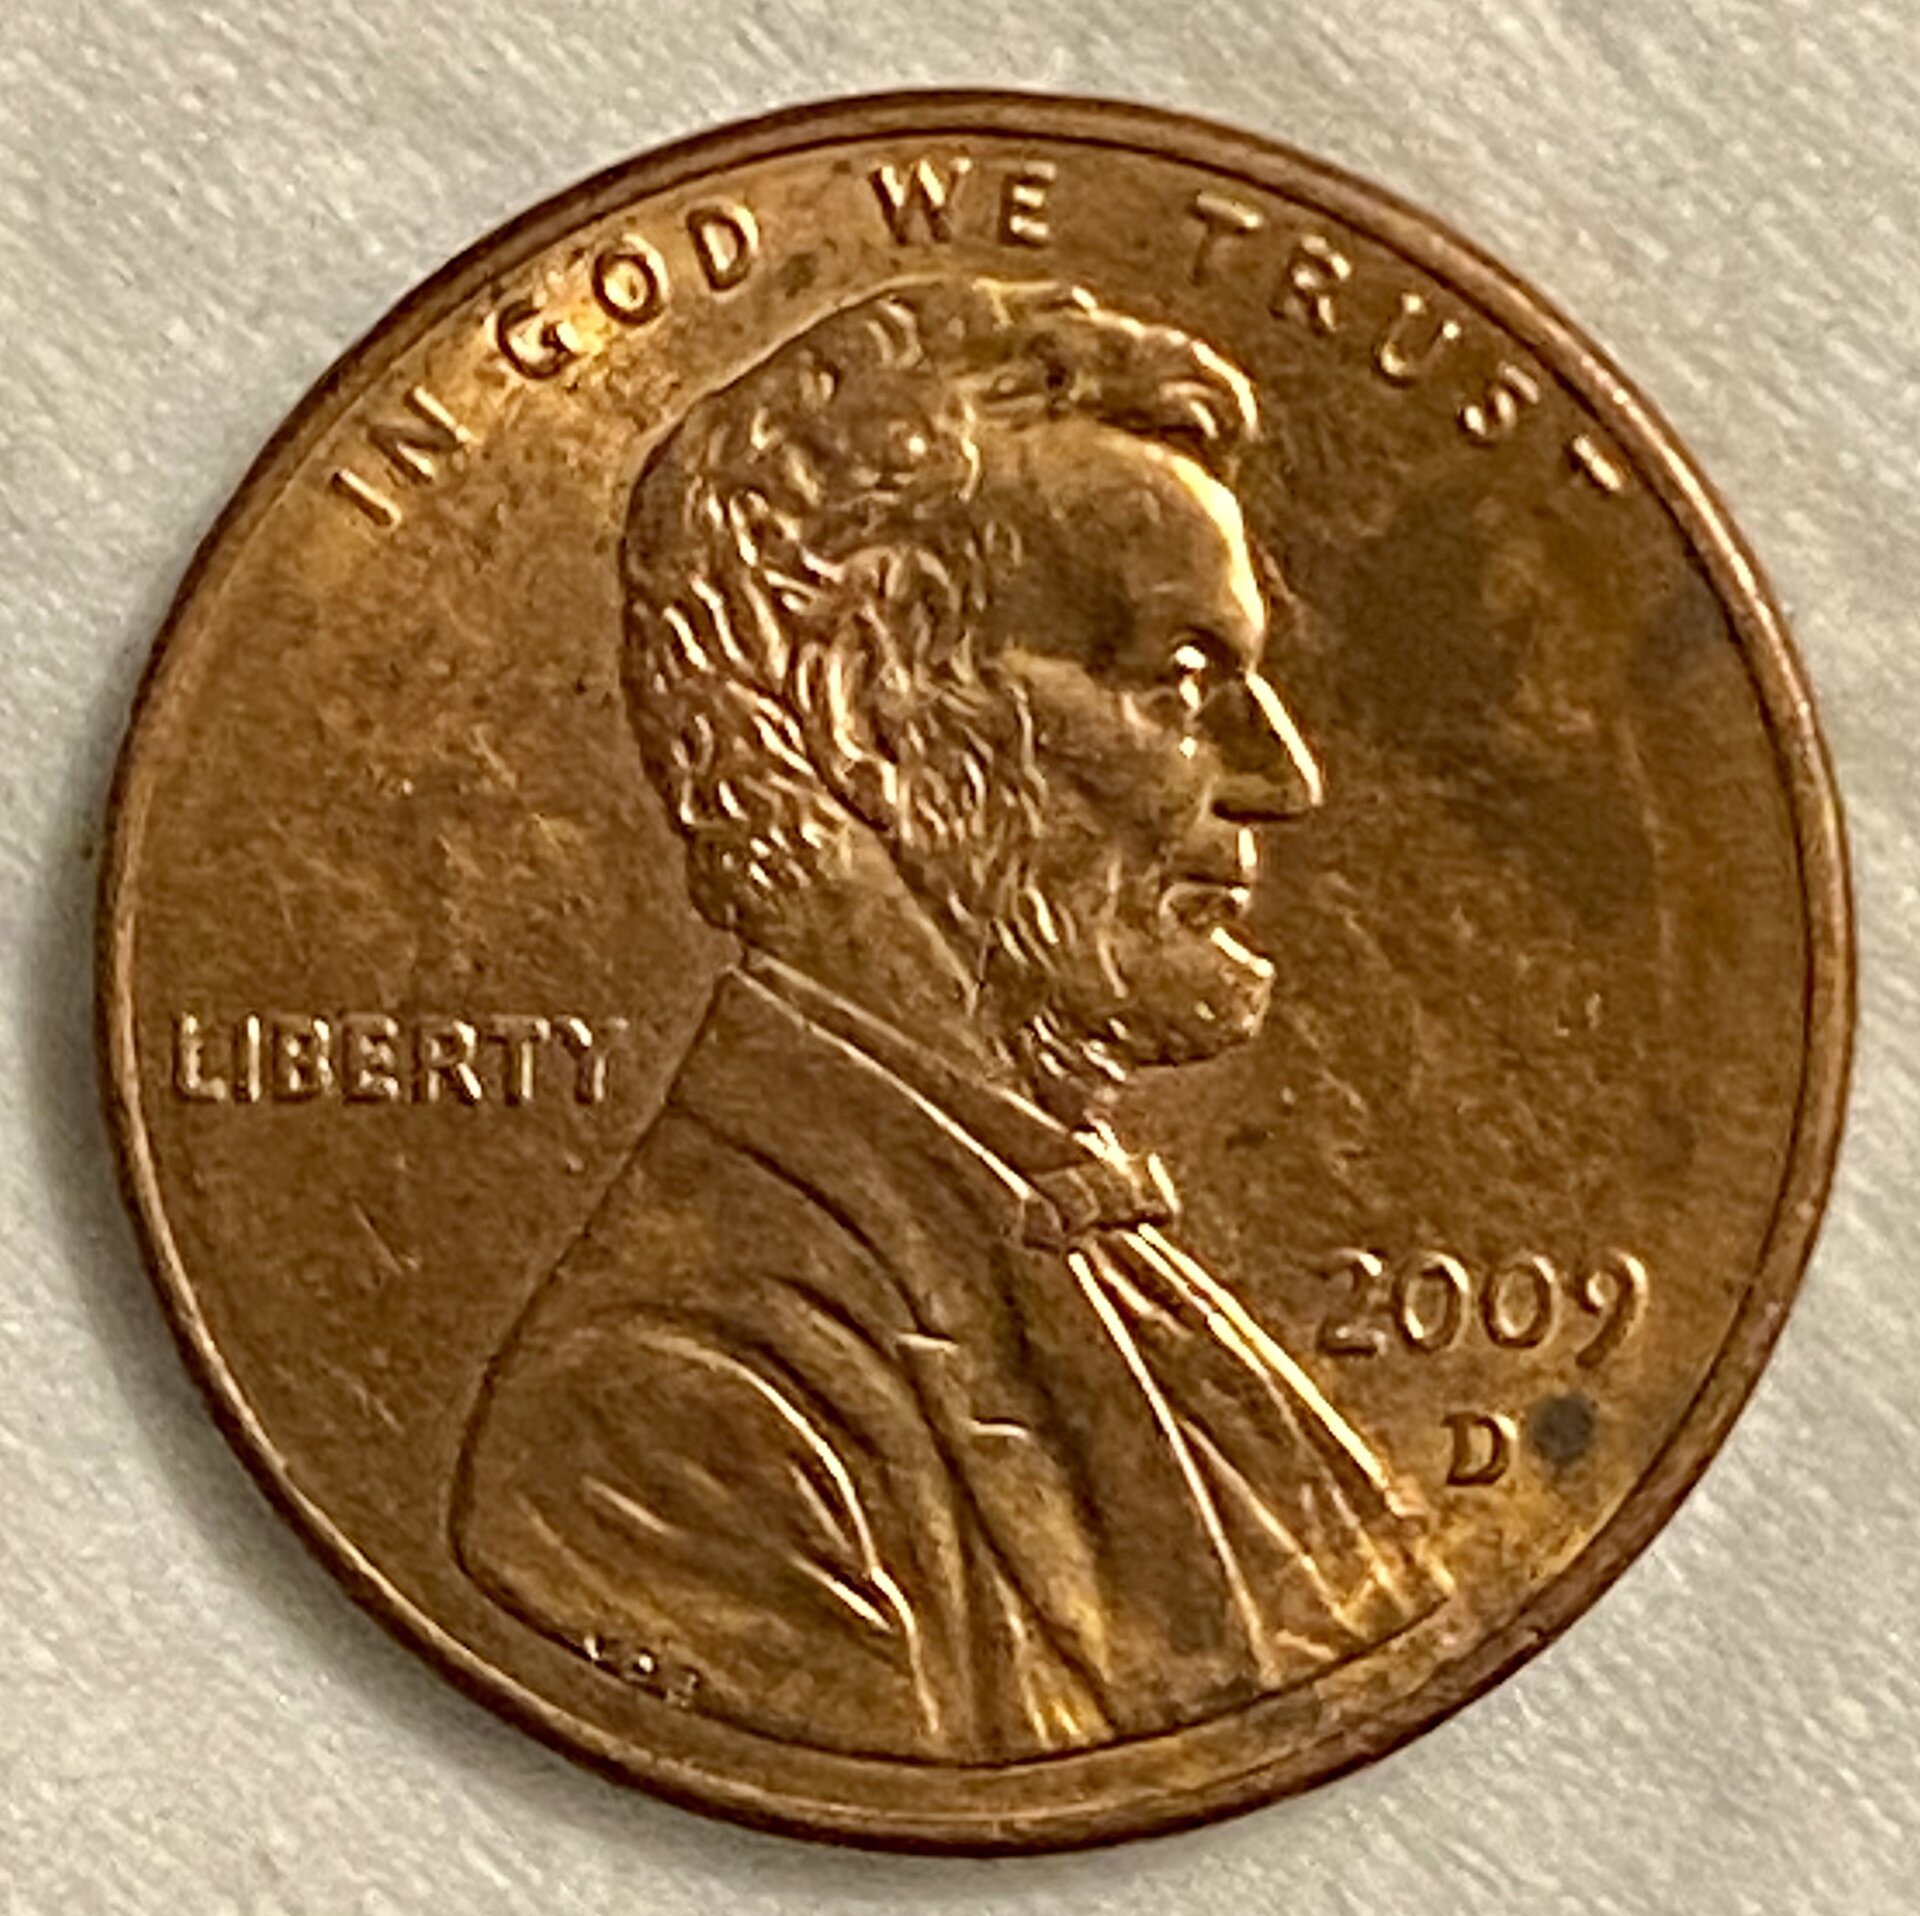 IN GOD WE TRUST
LIBERTY
2009
D